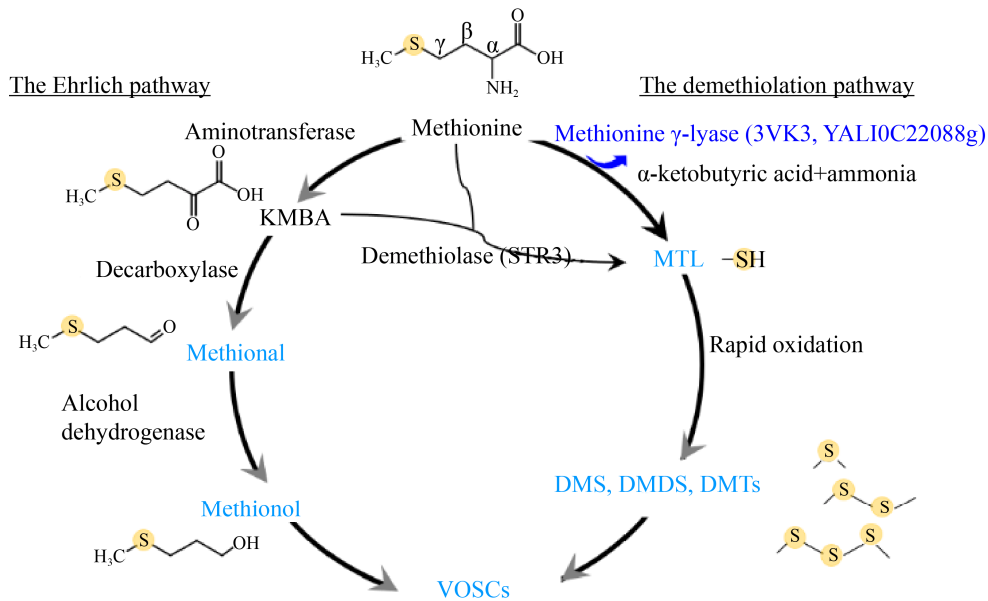 S
γ
β
α
O
H₃C
OH
NH₂
The Ehrlich pathway
The demethiolation pathway
Aminotransferase
Methionine
Methionine γ-lyase (3VK3, YALI0C22088g)
α-ketobutyric acid+ammonia
S
O
H₃C
OH
O
KMBA
Demethiolase (STR3)
MTL
–SH
Decarboxylase
S
O
H₃C
Methional
Rapid oxidation
Alcohol
dehydrogenase
Methionol
S
OH
H₃C
DMS, DMDS, DMTs
S
S
S
S
S
S
VOSCs